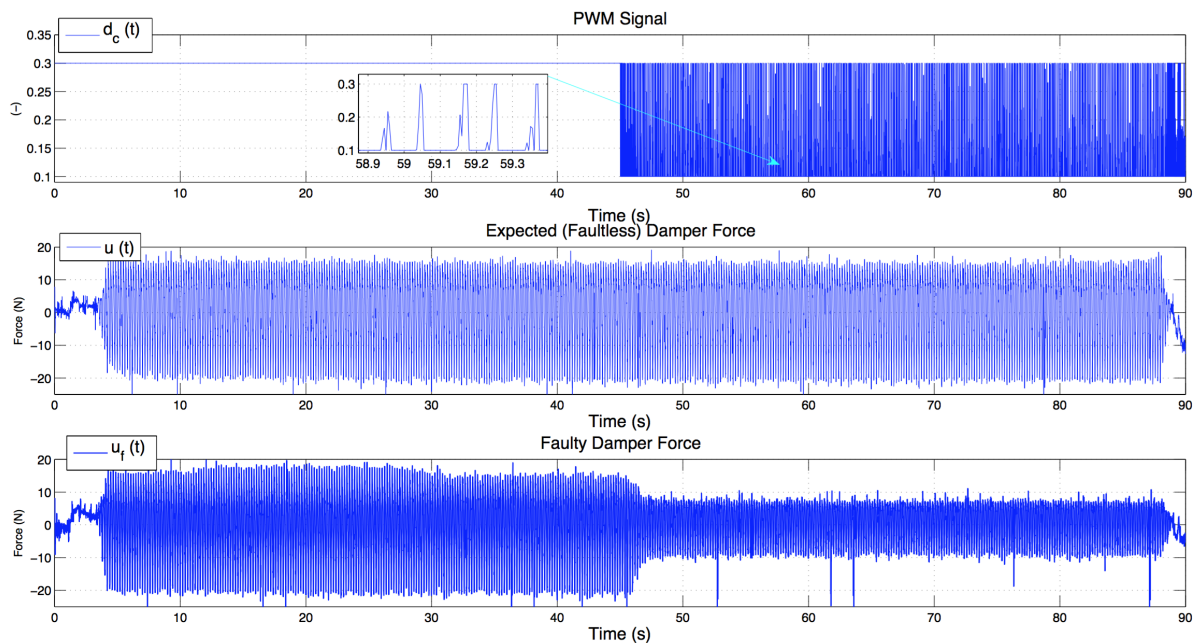 PWM Signal
d_c (t)
0.35
0.3
0.25
0.2
0.15
0.1
(-)
0.3
0.2
0.1
58.9 59 59.1 59.2 59.3
0 10 20 30 40 50 60 70 80 90
Time (s)
Expected (Faultless) Damper Force
u (t)
20
10
0
−10
−20
Force (N)
0 10 20 30 40 50 60 70 80 90
Time (s)
Faulty Damper Force
u_f (t)
20
10
0
−10
−20
Force (N)
0 10 20 30 40 50 60 70 80 90
Time (s)